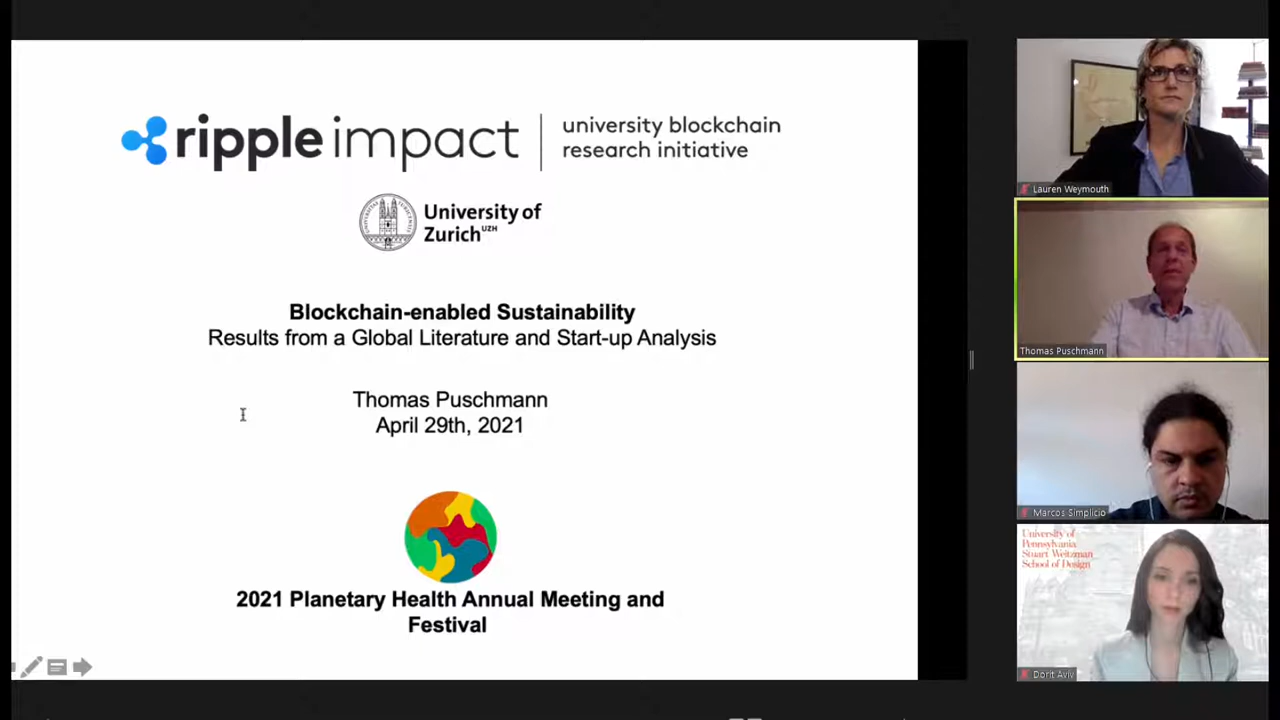 ripple impact
university blockchain
research initiative
University of
Zurich UZH
Blockchain-enabled Sustainability
Results from a Global Literature and Start-up Analysis
Thomas Puschmann
April 29th, 2021
2021 Planetary Health Annual Meeting and
Festival
Lauren Weymouth
Thomas Puschmann
Marcos Simplicio
University of
Pennsylvania
Stuart Weitzman
School of Design
Dorit Aviv